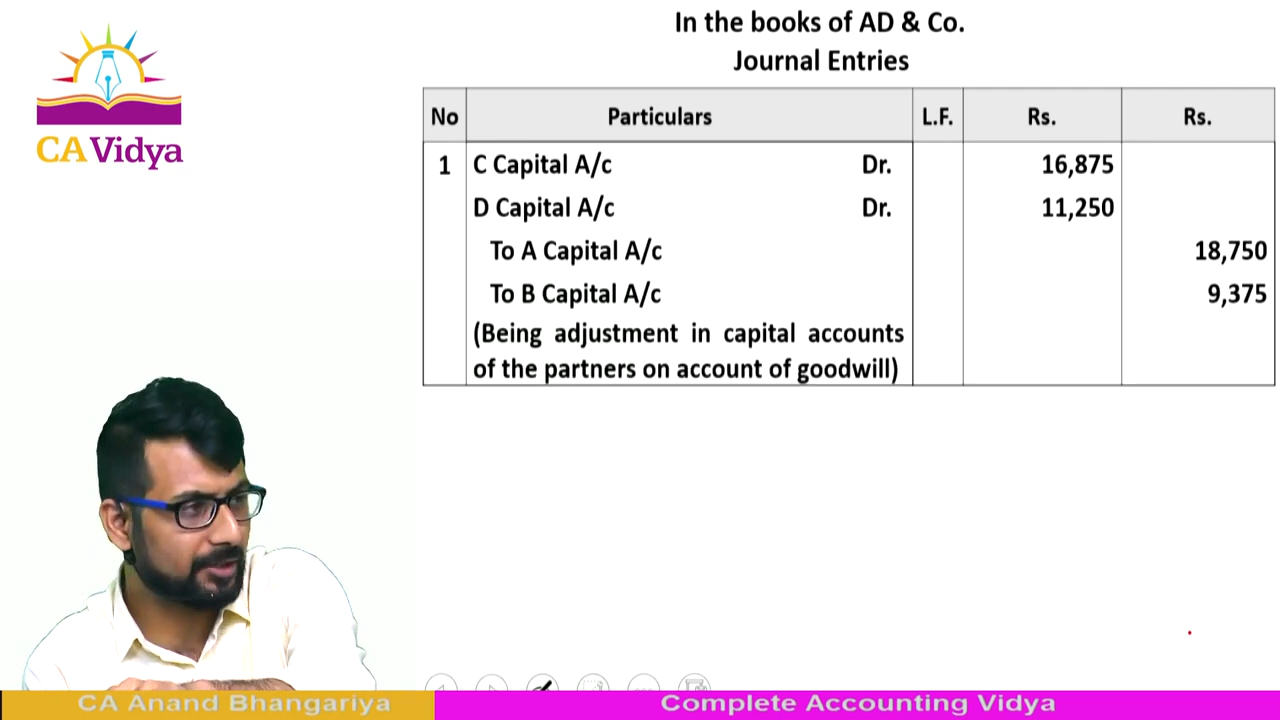 In the books of AD & Co.
Journal Entries
CA Vidya
No Particulars L.F. Rs. Rs.
1 C Capital A/c Dr. 16,875
D Capital A/c Dr. 11,250
To A Capital A/c 18,750
To B Capital A/c 9,375
(Being adjustment in capital accounts
of the partners on account of goodwill)
CA Anand Bhangariya Complete Accounting Vidya